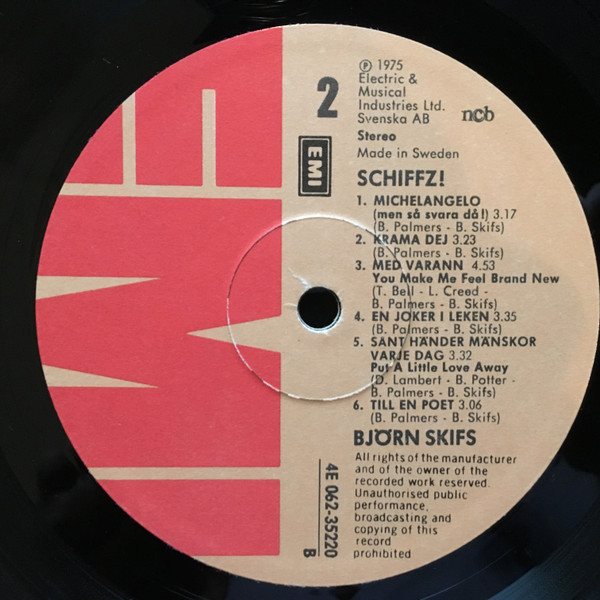 2
℗ 1975
Electric &
Musical
Industries Ltd.
Svenska AB
ncb
Stereo
Made in Sweden
EMI
SCHIFFZ!
1. MICHELANGELO
(men så svara då!) 3.17
(B. Palmers - B. Skifs)
2. KRAMA DEJ 3.23
(B. Palmers - B. Skifs)
3. MED VARANN 4.53
You Make Me Feel Brand New
(T. Bell - L. Creed -
B. Palmers - B. Skifs)
4. EN JOKER I LEKEN 3.35
(B. Palmers - B. Skifs)
5. SANT HÄNDER MÄNSKOR
VARJE DAG 3.32
Put A Little Love Away
(D. Lambert - B. Potter -
B. Palmers - B. Skifs)
6. TILL EN POET 3.06
(B. Palmers - B. Skifs)
BJÖRN SKIFS
All rights of the manufacturer
and of the owner of the
recorded work reserved.
Unauthorised public
performance,
broadcasting and
copying of this
record
prohibited
4E 062-35220
B
EMI